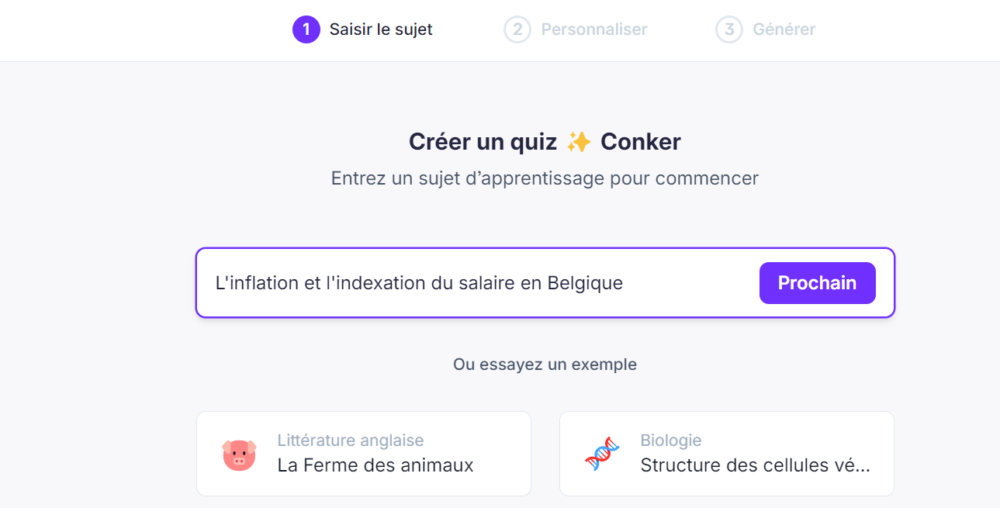 1 Saisir le sujet 2 Personnaliser 3 Générer
Créer un quiz ✨ Conker
Entrez un sujet d’apprentissage pour commencer
L'inflation et l'indexation du salaire en Belgique Prochain
Ou essayez un exemple
Littérature anglaise
La Ferme des animaux
Biologie
Structure des cellules vé...